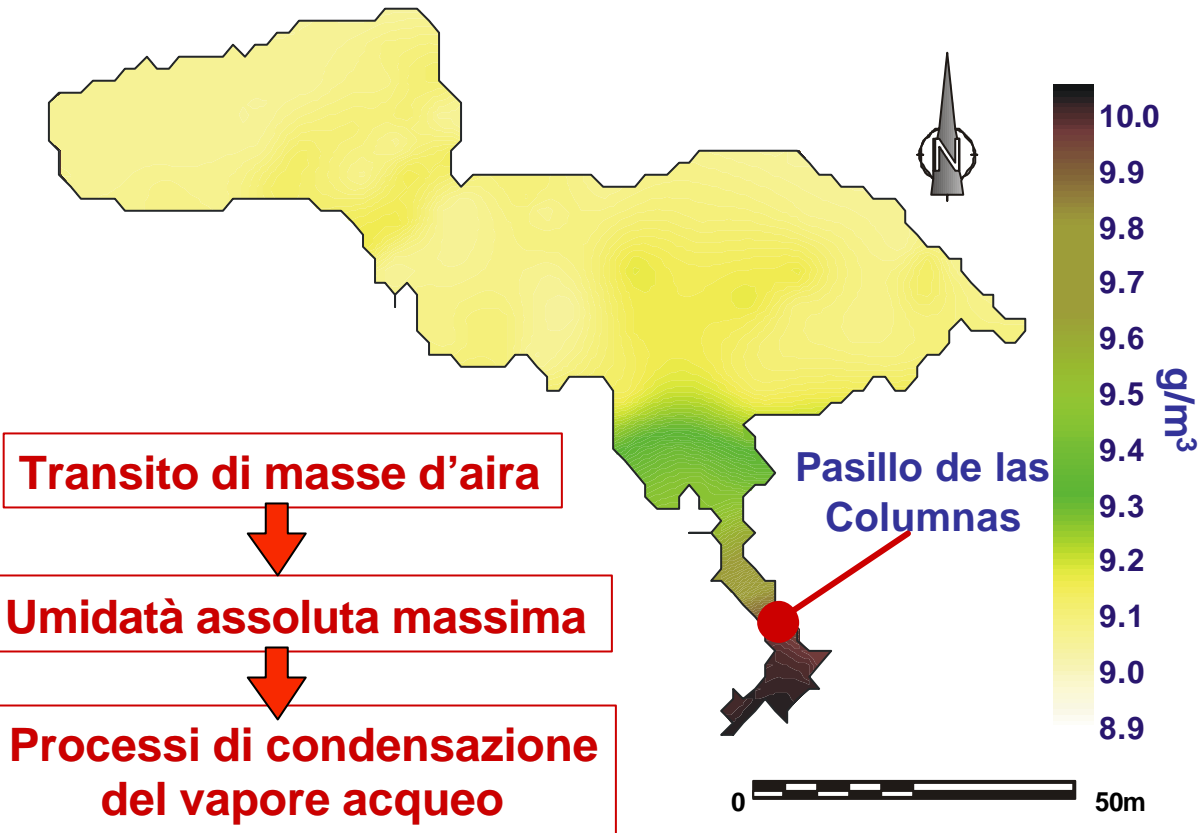 N
10.0
9.9
9.8
9.7
9.6
9.5
9.4
9.3
9.2
9.1
9.0
8.9
g/m³
Pasillo de las
Columnas
Transito di masse d'aira
Umidatà assoluta massima
Processi di condensazione
del vapore acqueo
0
50m